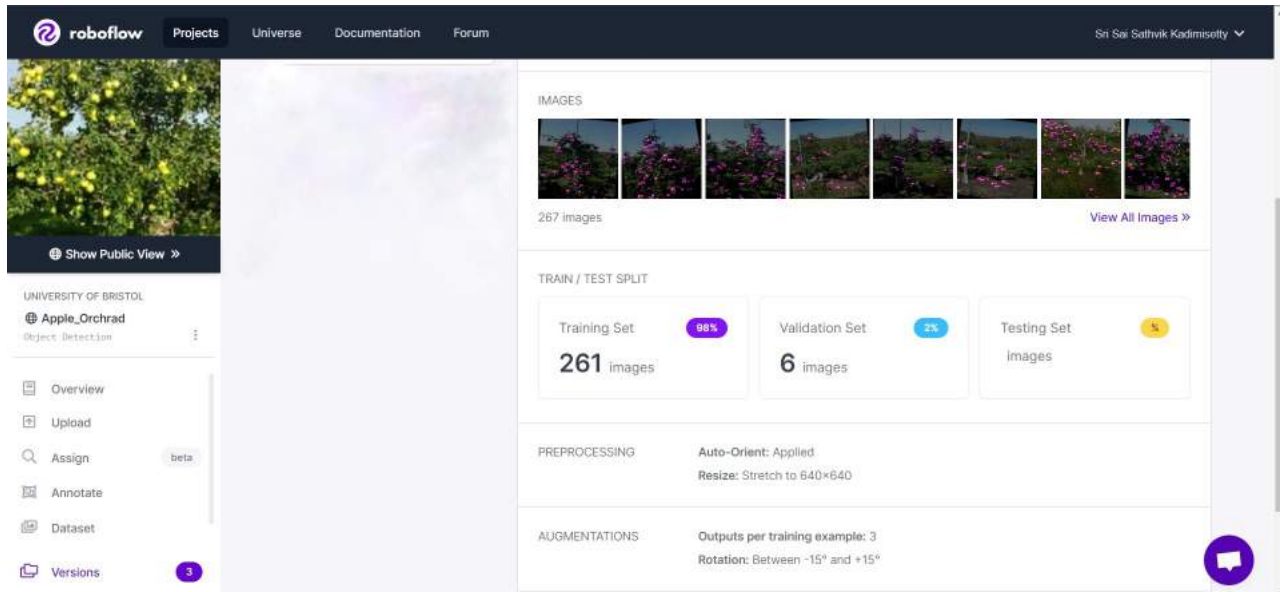 roboflow Projects Universe Documentation Forum Sri Sai Sathvik Kadimisetty
Show Public View »
UNIVERSITY OF BRISTOL
Apple_Orchrad
Object Detection
Overview
Upload
Assign beta
Annotate
Dataset
Versions 3
IMAGES
267 images View All Images »
TRAIN / TEST SPLIT
Training Set 98%
261 images
Validation Set 2%
6 images
Testing Set %
images
PREPROCESSING
Auto-Orient: Applied
Resize: Stretch to 640×640
AUGMENTATIONS
Outputs per training example: 3
Rotation: Between -15° and +15°